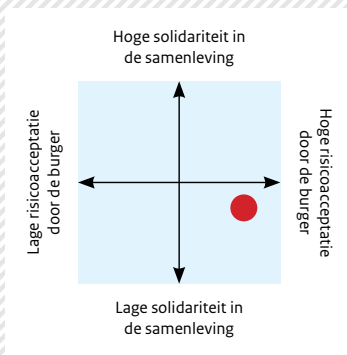 Hoge solidariteit in
de samenleving
Lage risicoacceptatie
door de burger
Hoge risicoacceptatie
door de burger
Lage solidariteit in
de samenleving